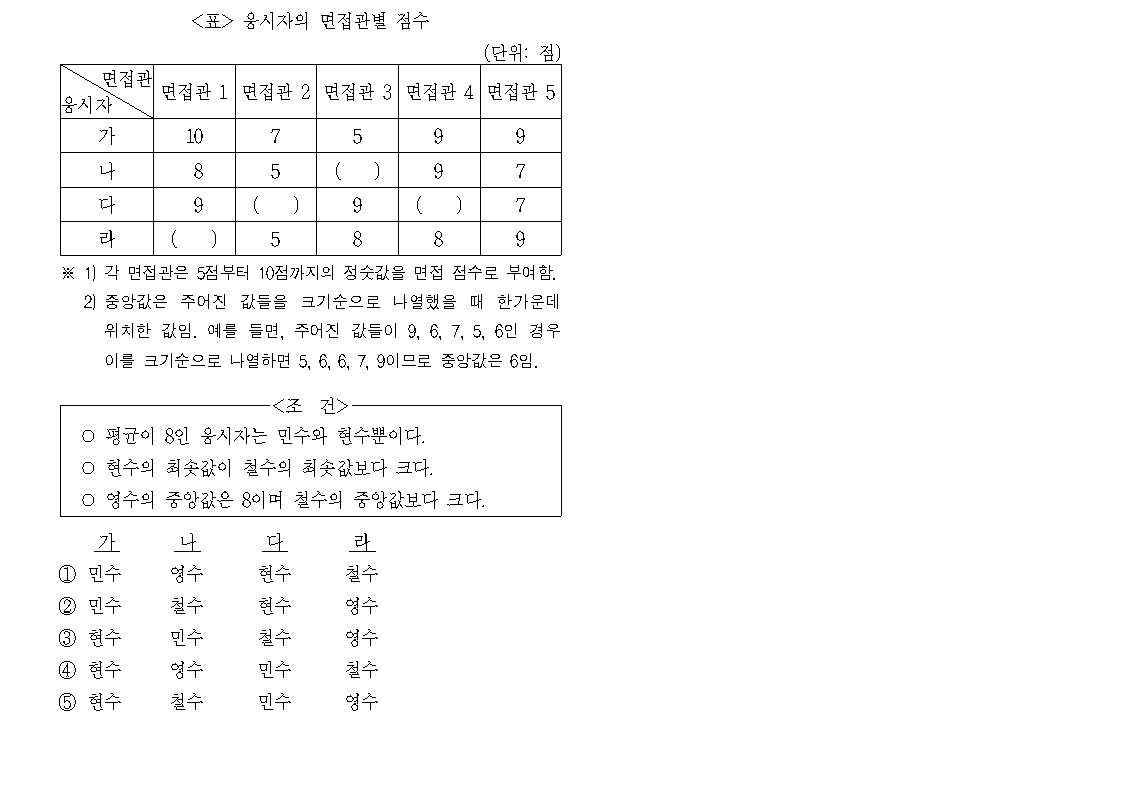 <표> 응시자의 면접관별 점수
(단위: 점)
면접관
응시자
면접관 1 면접관 2 면접관 3 면접관 4 면접관 5
가 10 7 5 9 9
나 8 5 ( ) 9 7
다 9 ( ) 9 ( ) 7
라 ( ) 5 8 8 9
※ 1) 각 면접관은 5점부터 10점까지의 정숫값을 면접 점수로 부여함.
2) 중앙값은 주어진 값들을 크기순으로 나열했을 때 한가운데
위치한 값임. 예를 들면, 주어진 값들이 9, 6, 7, 5, 6인 경우
이를 크기순으로 나열하면 5, 6, 6, 7, 9이므로 중앙값은 6임.
<조 건>
○ 평균이 8인 응시자는 민수와 현수뿐이다.
○ 현수의 최솟값이 철수의 최솟값보다 크다.
○ 영수의 중앙값은 8이며 철수의 중앙값보다 크다.
가 나 다 라
① 민수 영수 현수 철수
② 민수 철수 현수 영수
③ 현수 민수 철수 영수
④ 현수 영수 민수 철수
⑤ 현수 철수 민수 영수